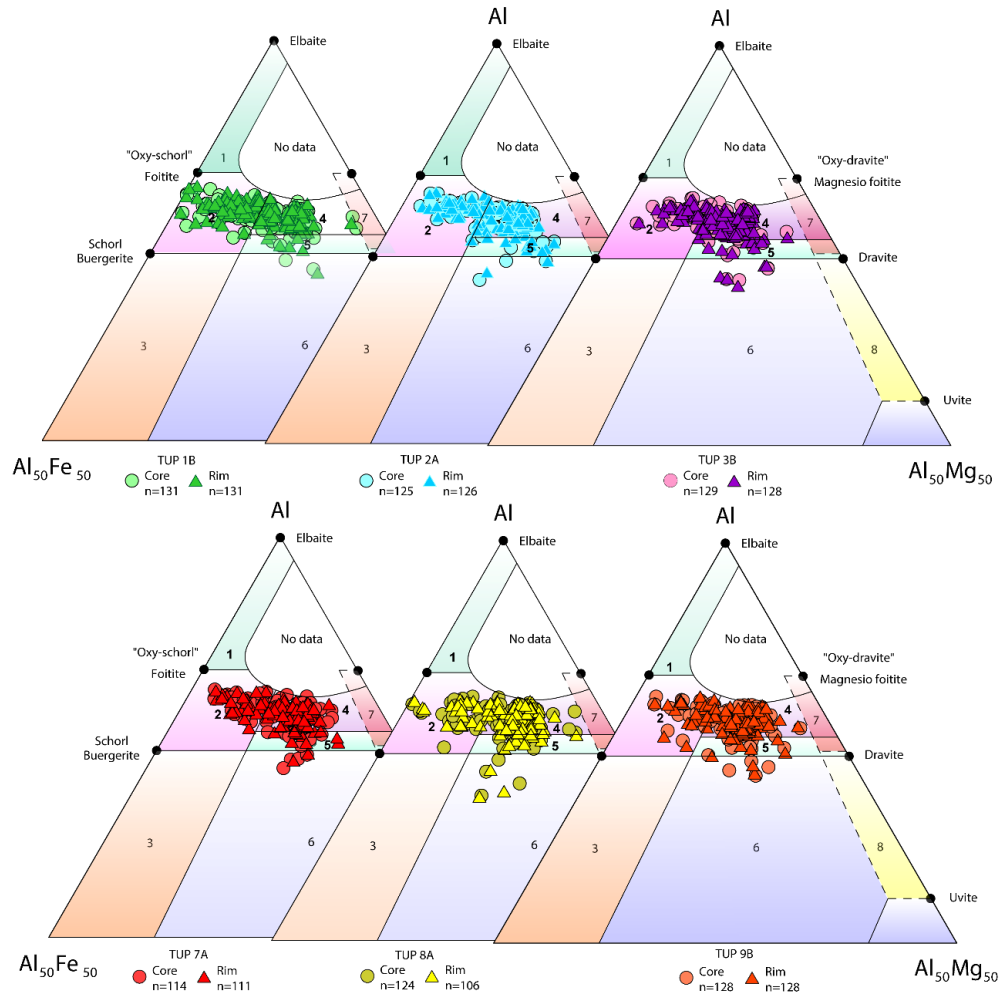 Al
Elbaite
Elbaite
Elbaite
"Oxy-schorl"
Foitite
1
No data
1
No data
1
No data
"Oxy-dravite"
Magnesio foitite
2
4
7
2
4
7
2
4
7
Schorl
Buergerite
5
5
5
Dravite
3
6
3
6
3
6
8
Uvite
Al50Fe 50
Al50Mg50
TUP 1B
Core Rim
n=131 n=131
TUP 2A
Core Rim
n=125 n=126
TUP 3B
Core Rim
n=129 n=128
Al
Al
Al
Elbaite
Elbaite
Elbaite
"Oxy-schorl"
Foitite
1
No data
1
No data
1
No data
"Oxy-dravite"
Magnesio foitite
2
4
7
2
4
7
2
4
7
Schorl
Buergerite
5
5
5
Dravite
3
6
3
6
3
6
8
Uvite
Al50Fe 50
Al50Mg50
TUP 7A
Core Rim
n=114 n=111
TUP 8A
Core Rim
n=124 n=106
TUP 9B
Core Rim
n=128 n=128
Al